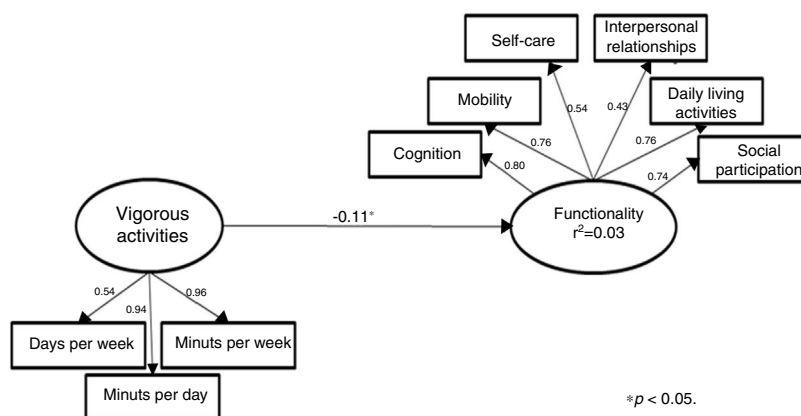 Self-care
Interpersonal
relationships
Mobility
Daily living
activities
Cognition
Social
participation
0.54
0.43
0.76
0.76
0.80
0.74
Vigorous
activities
-0.11*
Functionality
r²=0.03
0.54
0.94
0.96
Days per week
Minuts per week
Minuts per day
*p < 0.05.